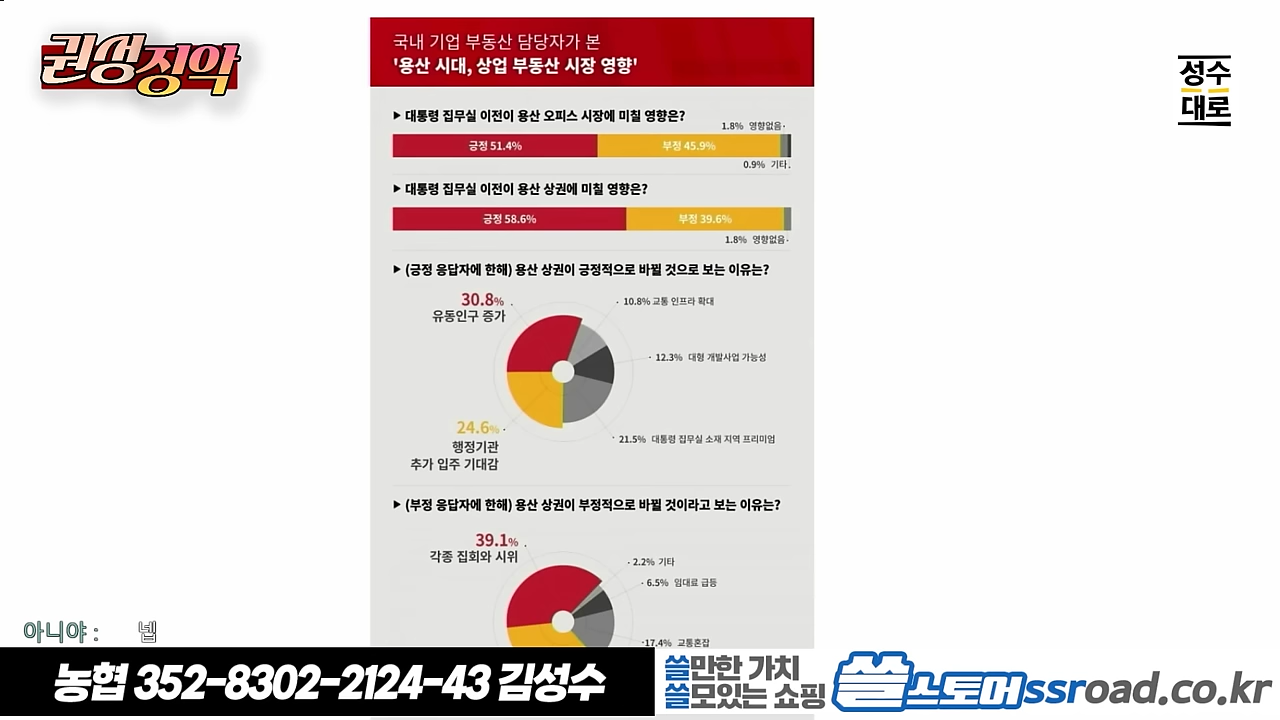 권성징악
성수
대로
국내 기업 부동산 담당자가 본
'용산 시대, 상업 부동산 시장 영향'
▶ 대통령 집무실 이전이 용산 오피스 시장에 미칠 영향은?
1.8% 영향없음
긍정 51.4%
부정 45.9%
0.9% 기타
▶ 대통령 집무실 이전이 용산 상권에 미칠 영향은?
긍정 58.6%
부정 39.6%
1.8% 영향없음
▶ (긍정 응답자에 한해) 용산 상권이 긍정적으로 바뀔 것으로 보는 이유는?
30.8%
유동인구 증가
10.8% 교통 인프라 확대
12.3% 대형 개발사업 가능성
24.6%
행정기관
추가 입주 기대감
21.5% 대통령 집무실 소재 지역 프리미엄
▶ (부정 응답자에 한해) 용산 상권이 부정적으로 바뀔 것이라고 보는 이유는?
39.1%
각종 집회와 시위
2.2% 기타
6.5% 임대료 급등
17.4% 교통혼잡
아니야 : 넵
농협 352-8302-2124-43 김성수
쓸만한 가치
쓸모있는 쇼핑
쓸스토어ssroad.co.kr